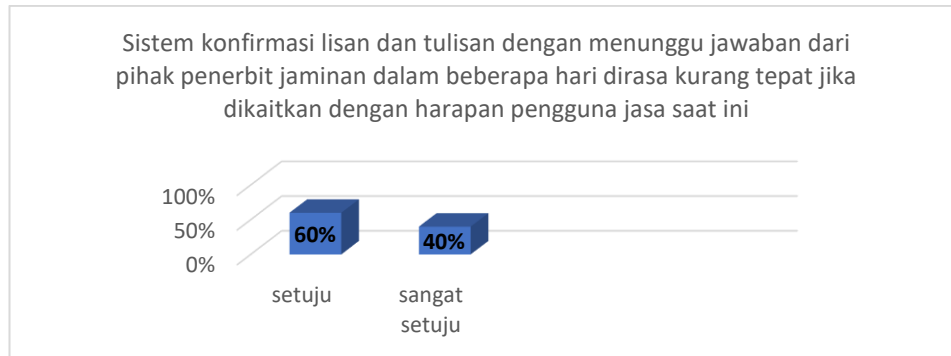 Sistem konfirmasi lisan dan tulisan dengan menunggu jawaban dari
pihak penerbit jaminan dalam beberapa hari dirasa kurang tepat jika
dikaitkan dengan harapan pengguna jasa saat ini
100%
50%
0%
60%
40%
setuju
sangat
setuju